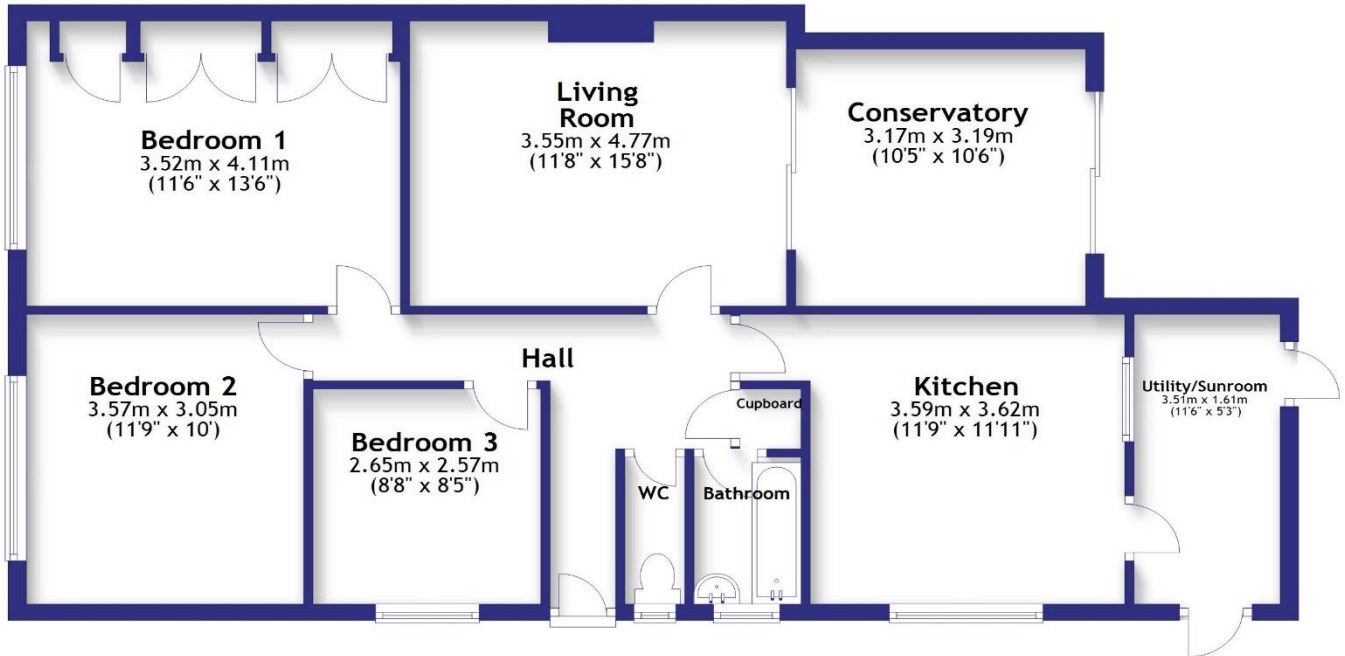 Bedroom 1
3.52m x 4.11m
(11'6" x 13'6")
Living
Room
3.55m x 4.77m
(11'8" x 15'8")
Conservatory
3.17m x 3.19m
(10'5" x 10'6")
Hall
Bedroom 2
3.57m x 3.05m
(11'9" x 10')
Bedroom 3
2.65m x 2.57m
(8'8" x 8'5")
Cupboard
WC
Bathroom
Kitchen
3.59m x 3.62m
(11'9" x 11'11")
Utility/Sunroom
3.51m x 1.61m
(11'6" x 5'3")